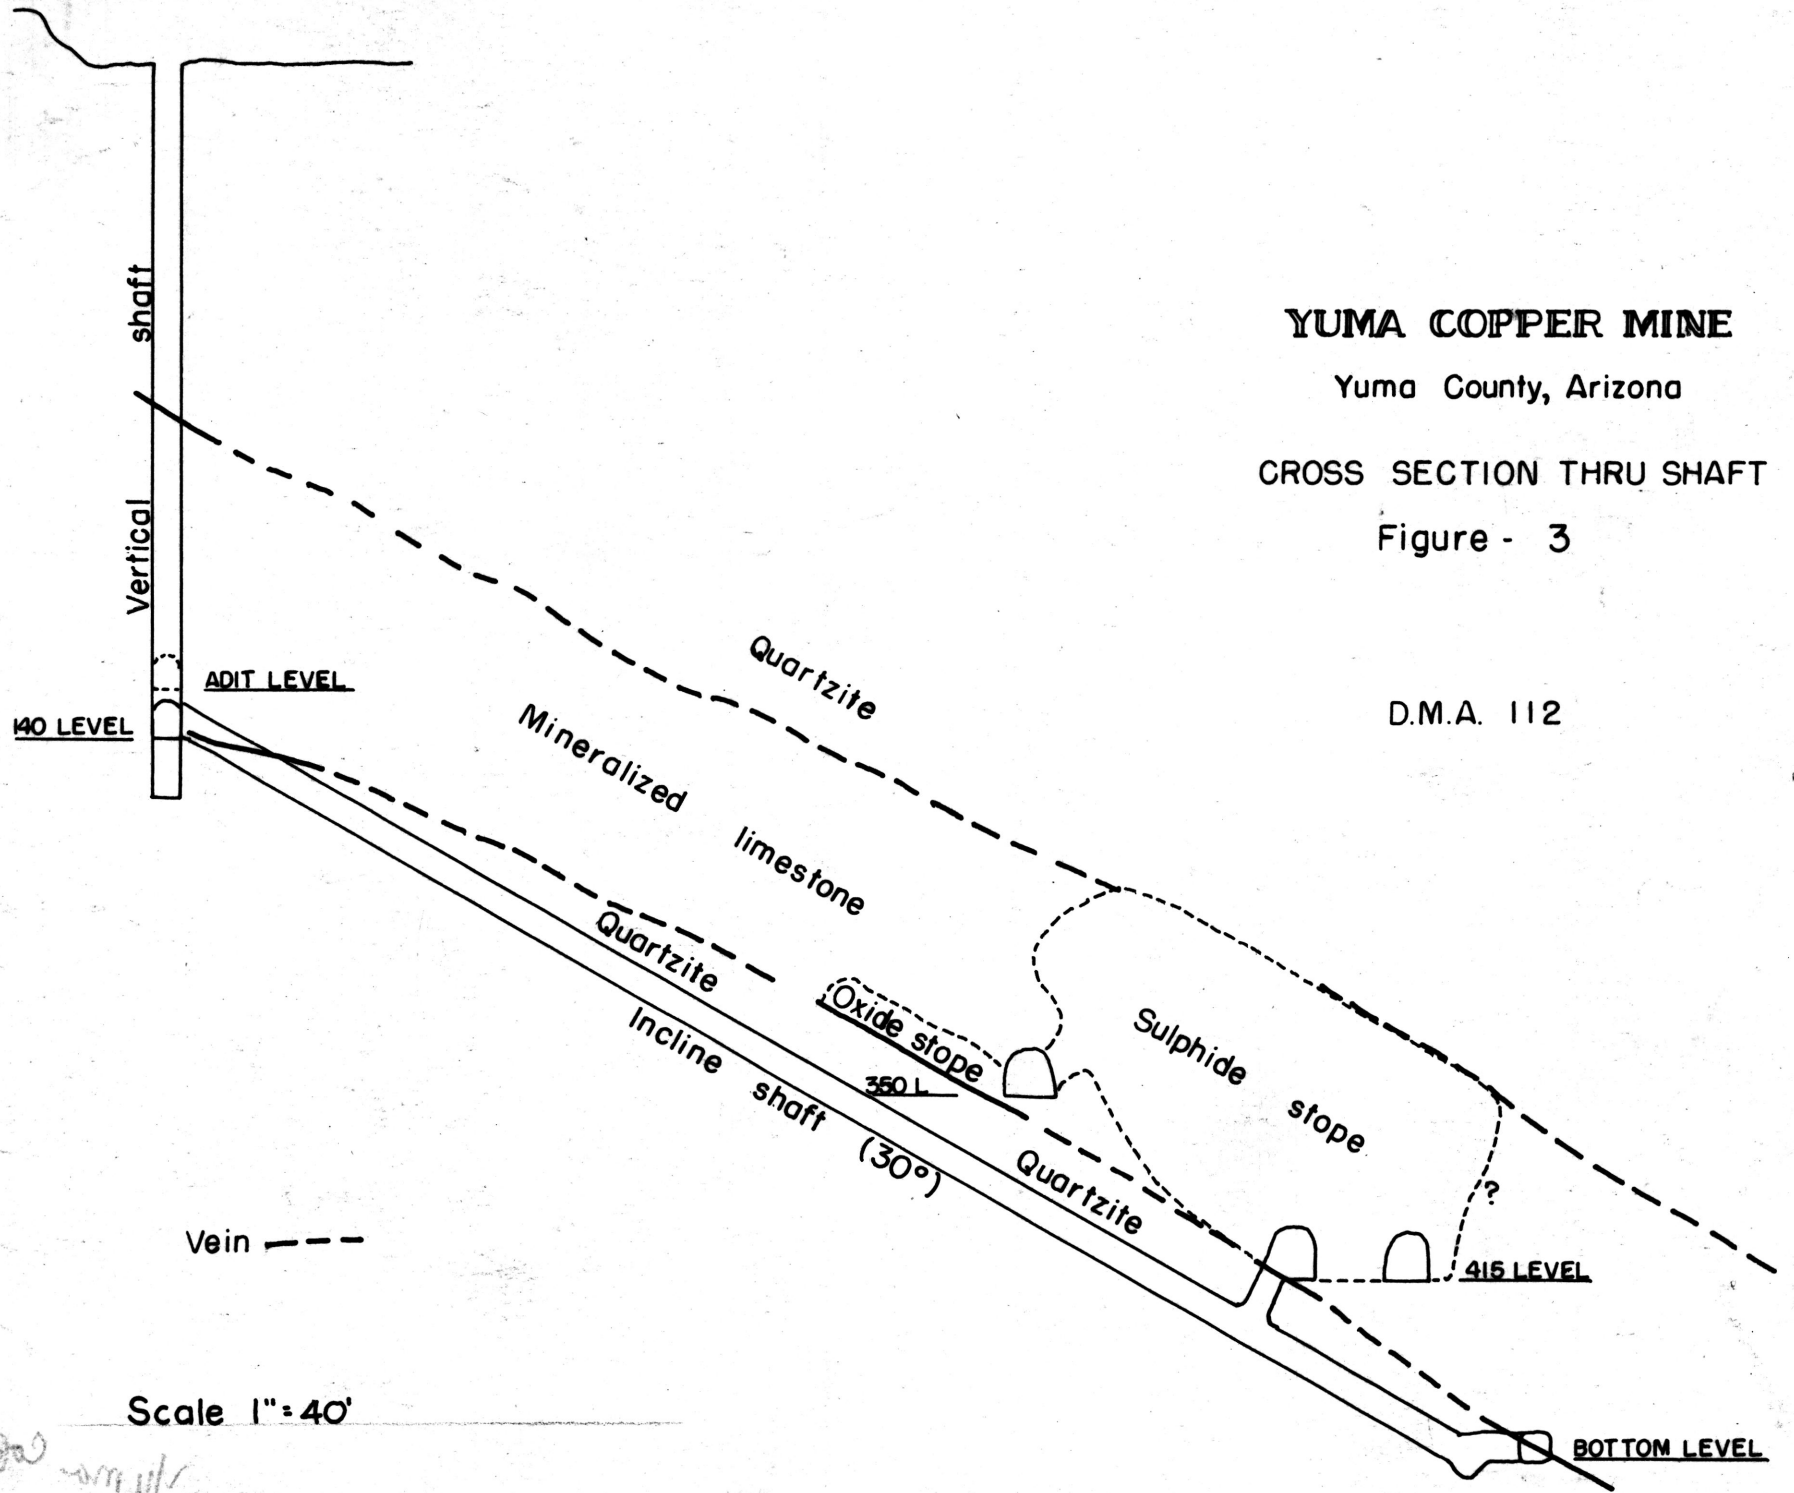 YUMA COPPER MINE
Yuma County, Arizona
CROSS SECTION THRU SHAFT
Figure - 3
D.M.A. 112
Vertical shaft
ADIT LEVEL
140 LEVEL
Quartzite
Mineralized limestone
Quartzite
Oxide stope
350 L
Incline shaft (30°)
Sulphide stope
Quartzite
?
415 LEVEL
BOTTOM LEVEL
Vein
Scale 1":40'